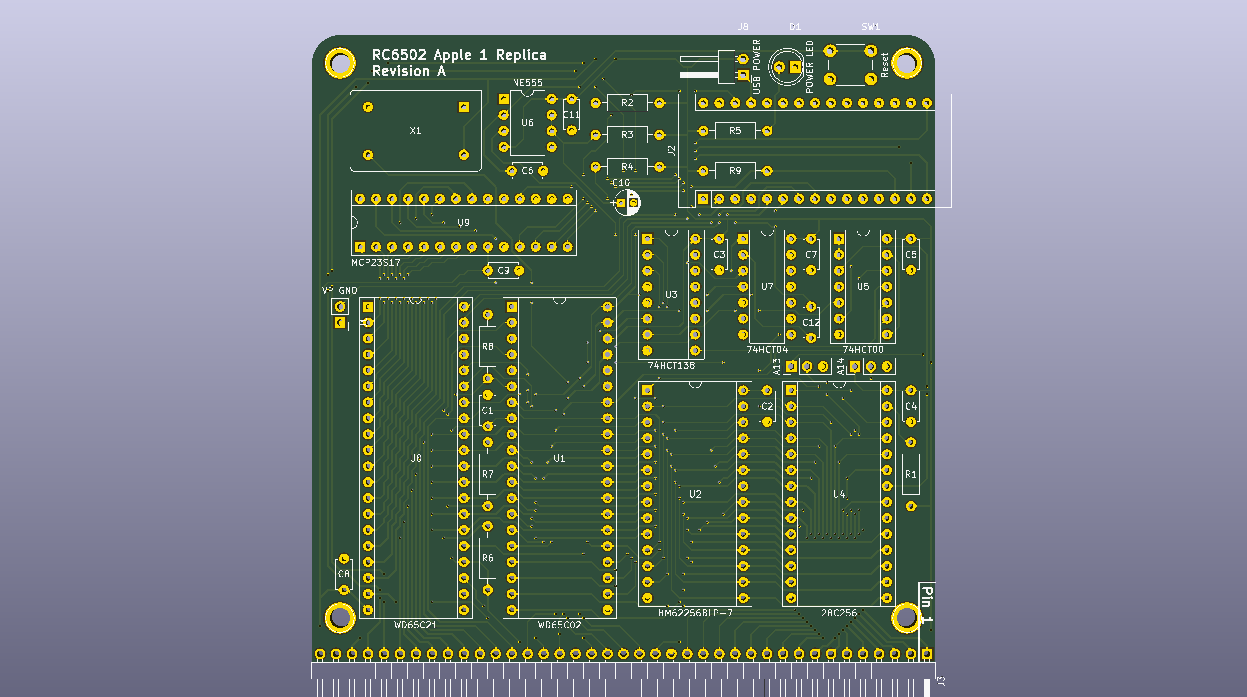 J8
D1
SW1
RC6502 Apple 1 Replica
Revision A
USB POWER
POWER LED
Reset
NE555
U6
C11
R2
R3
R4
R5
R9
J2
X1
C6
C10
U9
MCP23S17
C9
C3
C7
C5
U3
U7
U5
C12
74HCT138
74HCT04
74HCT00
GND
A13
A14
R8
C1
R7
R6
U1
C2
C4
R1
U2
U4
C8
WD65C21
WD65C02
HM62256BLP-7
28C256
Pin 1
J3